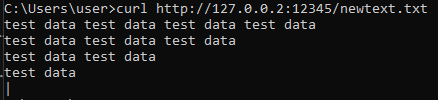 C:\Users\user>curl http://127.0.0.2:12345/newtext.txt
test data test data test data test data
test data test data test data
test data test data
test data